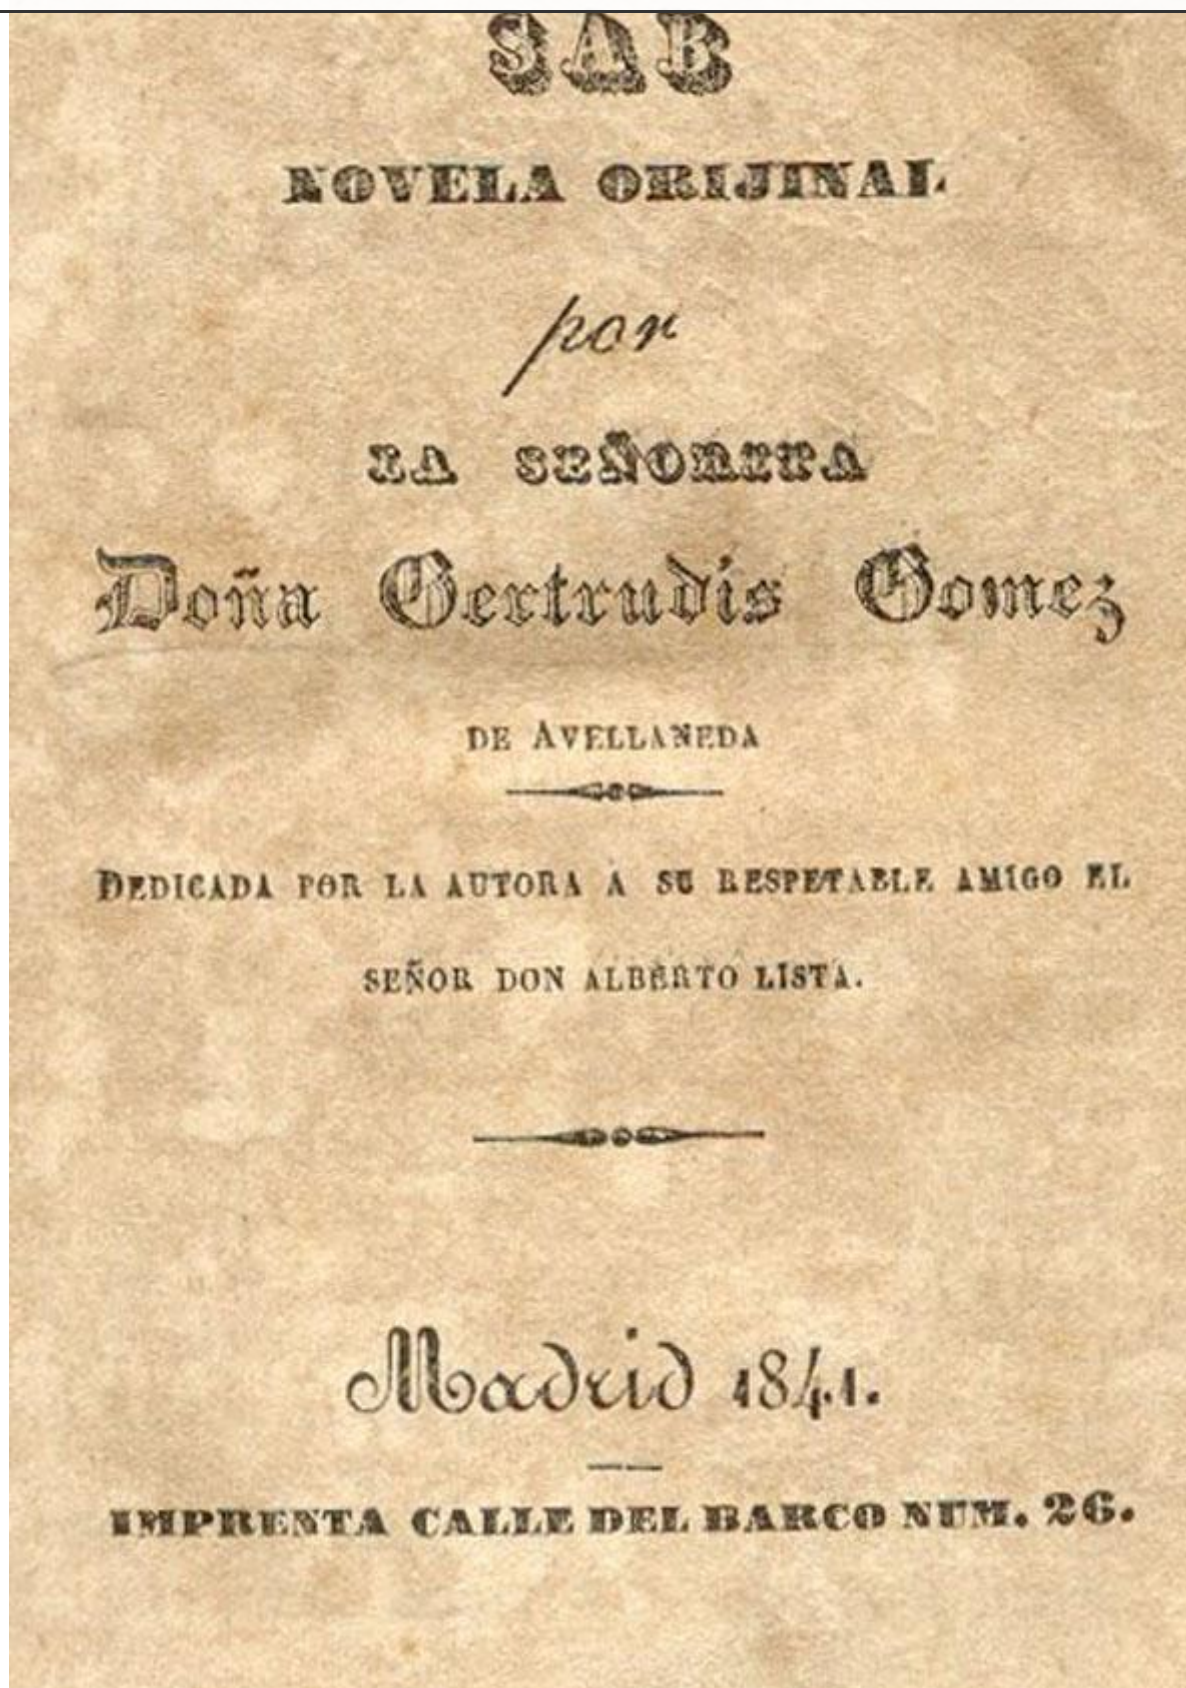 SAB
NOVELA ORIJINAL
por
LA SEÑORITA
Doña Gertrudis Gomez
DE AVELLANEDA
DEDICADA POR LA AUTORA A SU RESPETABLE AMIGO EL
SEÑOR DON ALBERTO LISTA.
Madrid 1841.
IMPRENTA CALLE DEL BARCO NUM. 26.